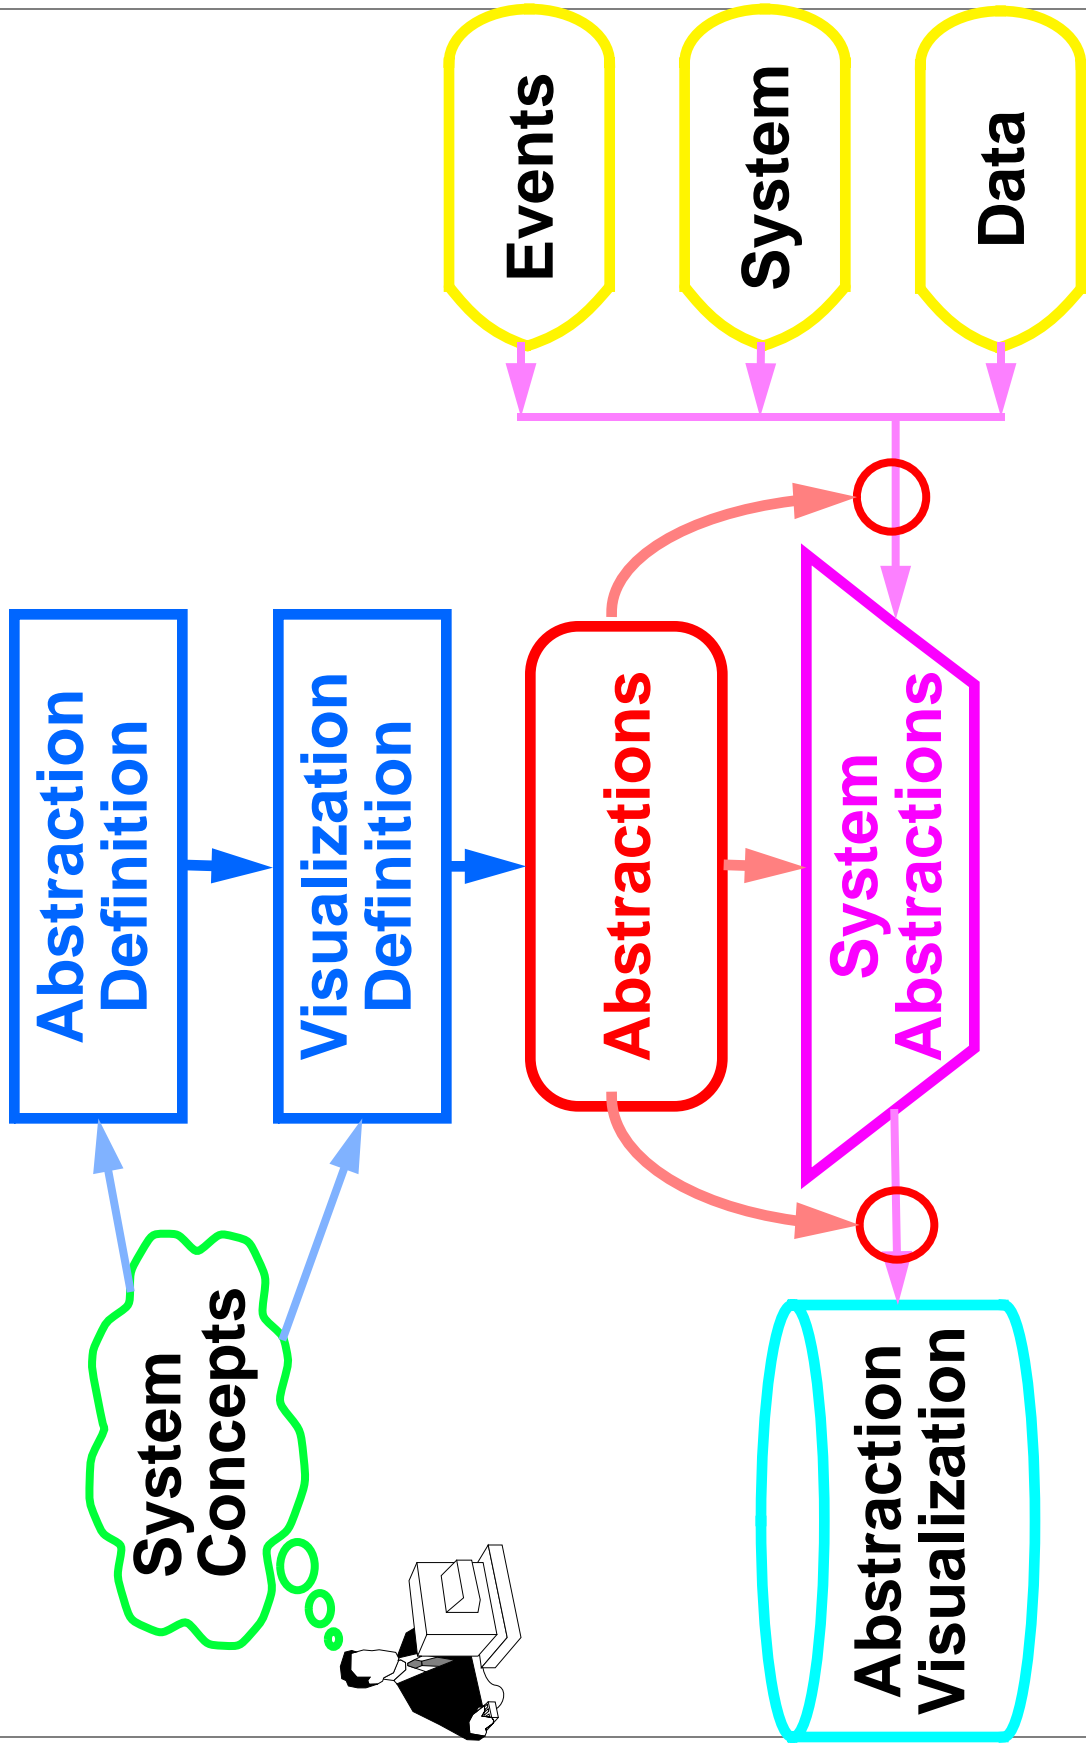 Abstraction
Definition
Visualization
Definition
System
Concepts
Events
Abstractions
System
System
Abstractions
Data
Abstraction
Visualization